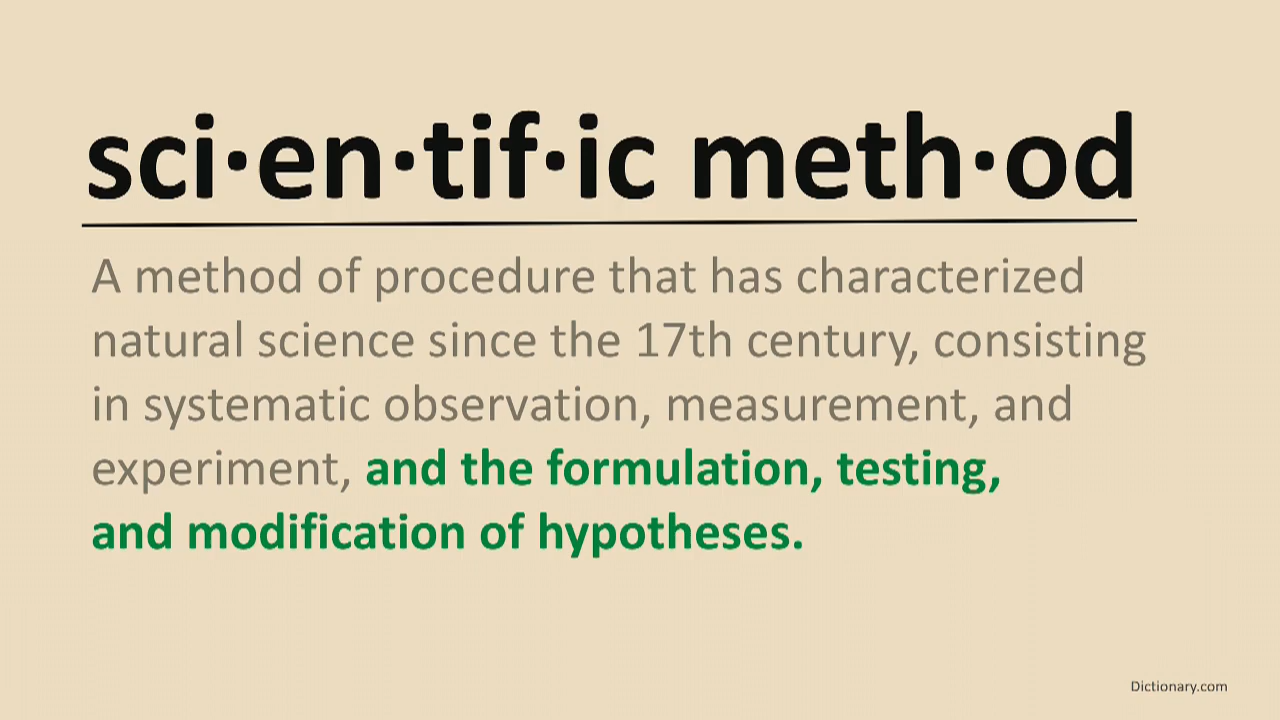 sci·en·tif·ic meth·od
A method of procedure that has characterized
natural science since the 17th century, consisting
in systematic observation, measurement, and
experiment, and the formulation, testing,
and modification of hypotheses.
Dictionary.com